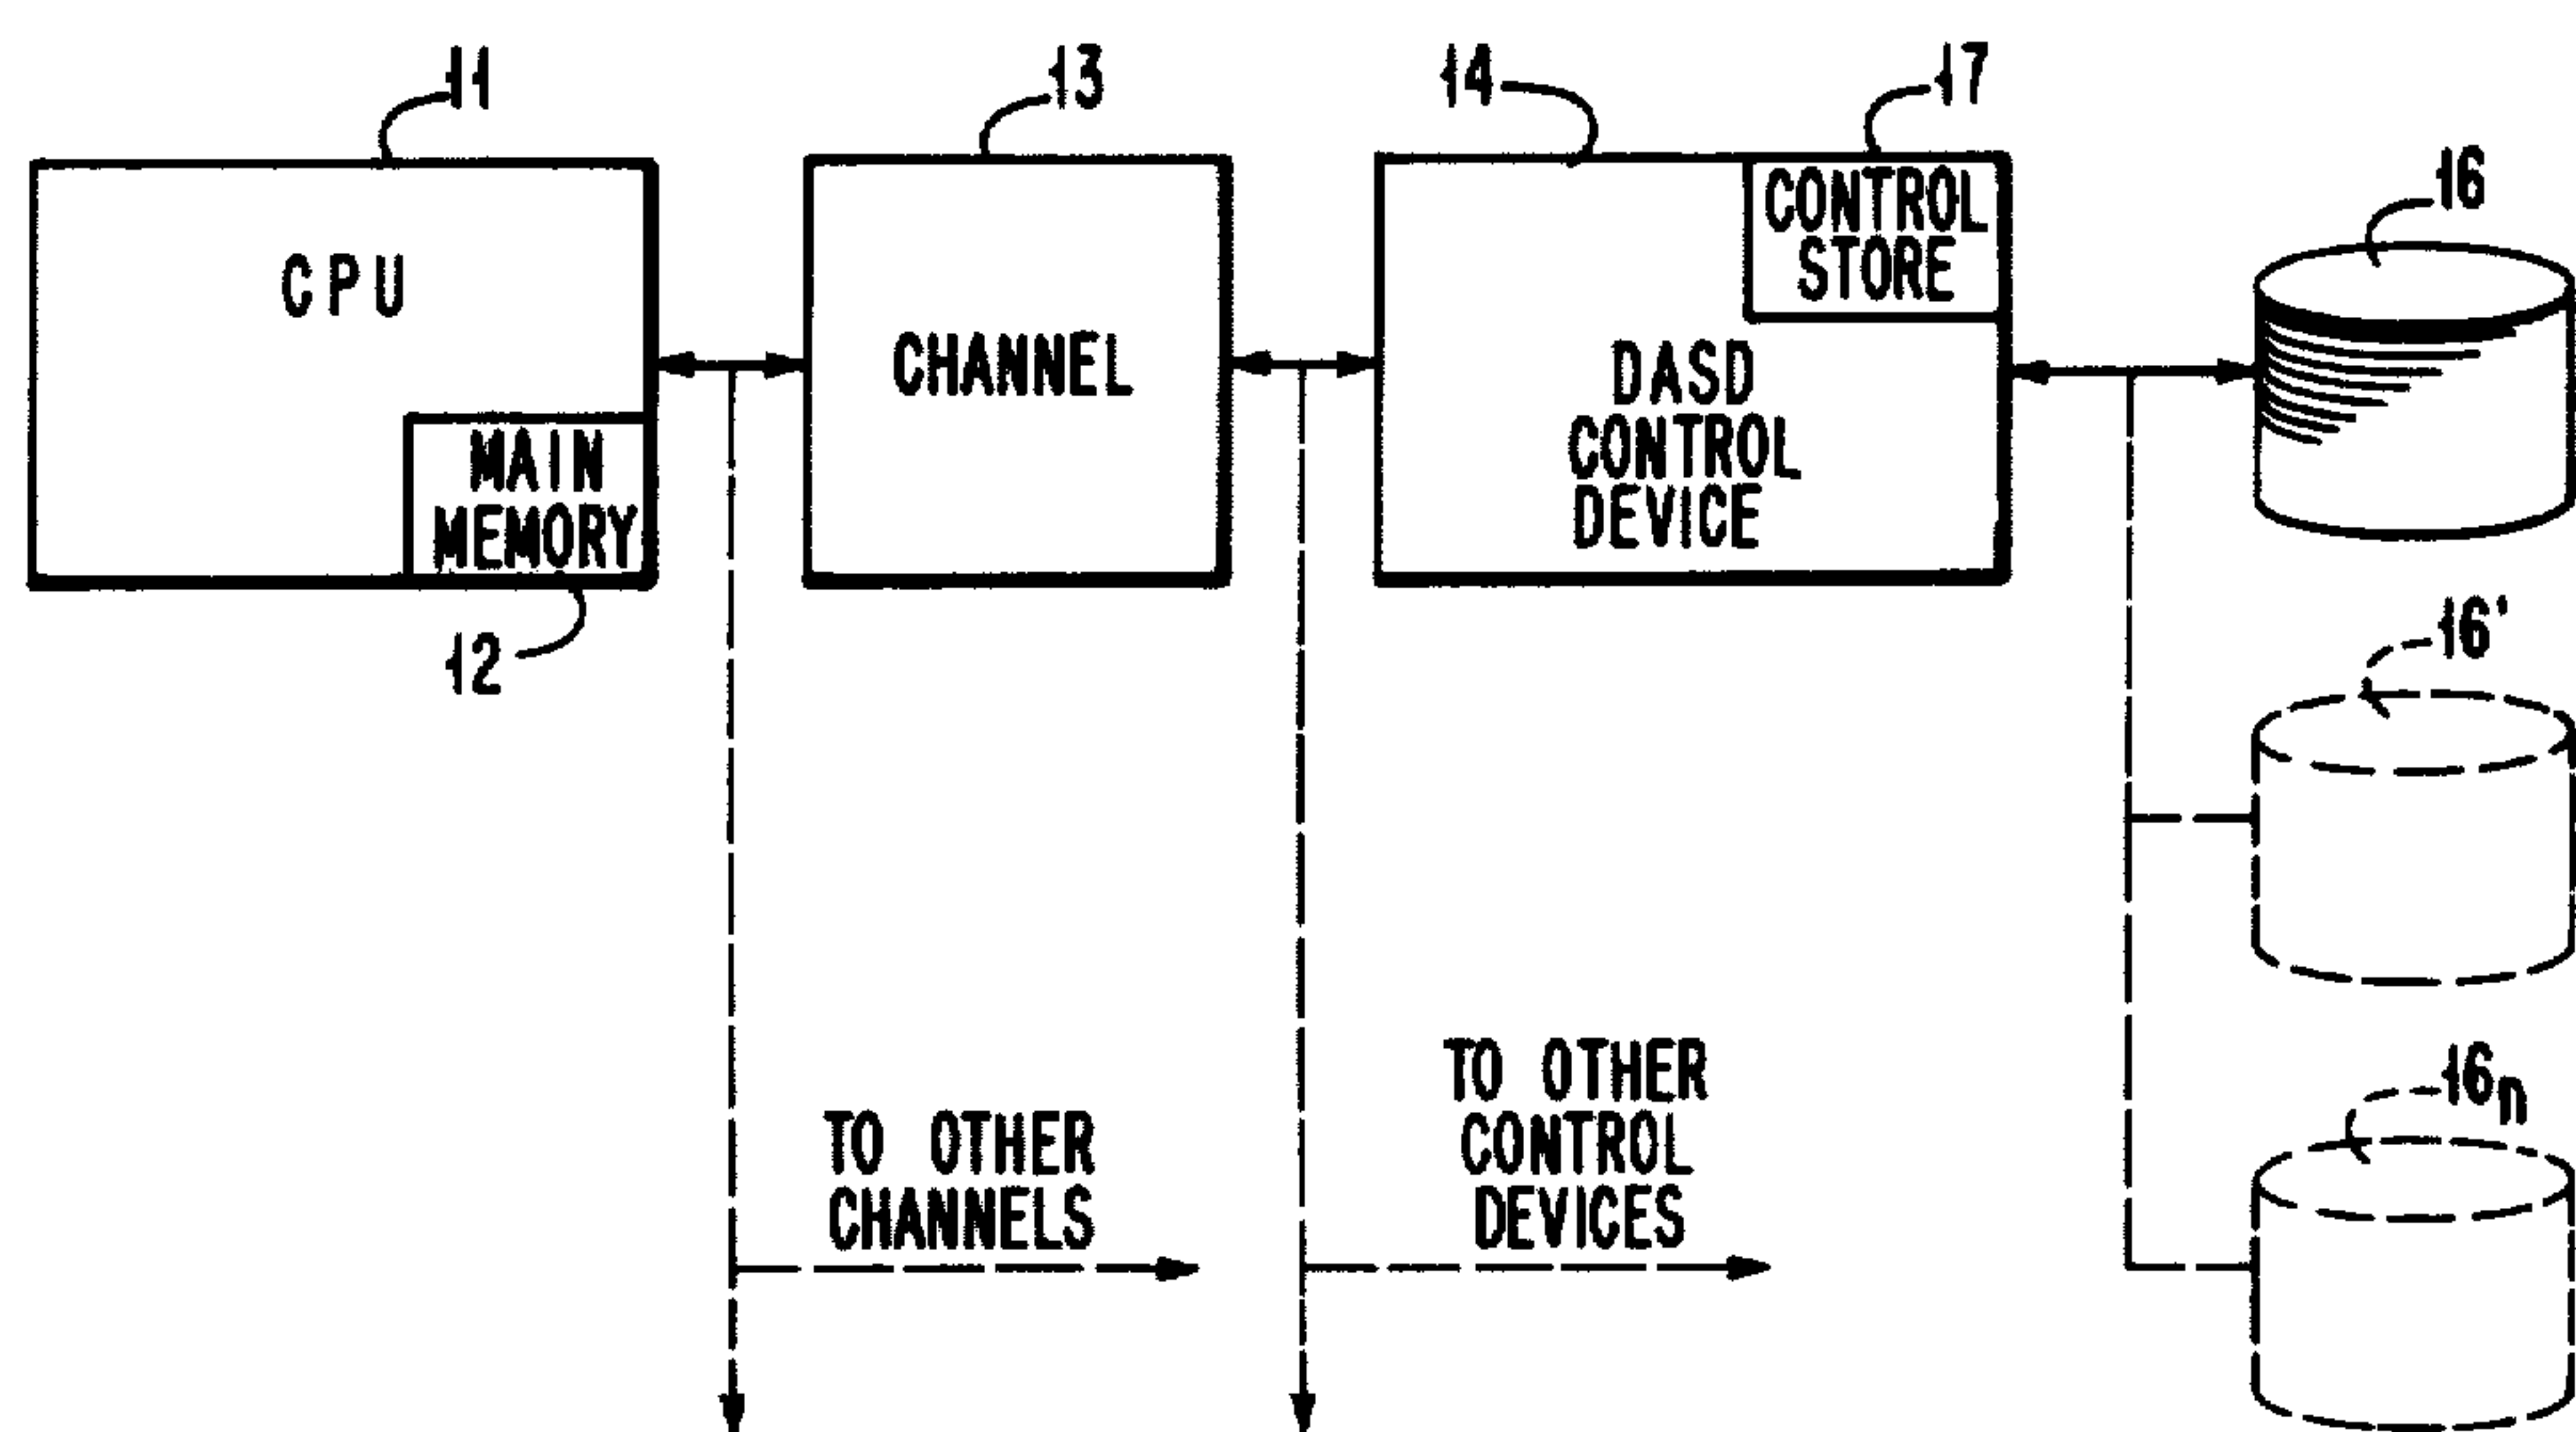 11
13
14
17
CPU
MAIN
MEMORY
12
CHANNEL
CONTROL
STORE
DASD
CONTROL
DEVICE
16
16'
16n
TO OTHER
CHANNELS
TO OTHER
CONTROL
DEVICES